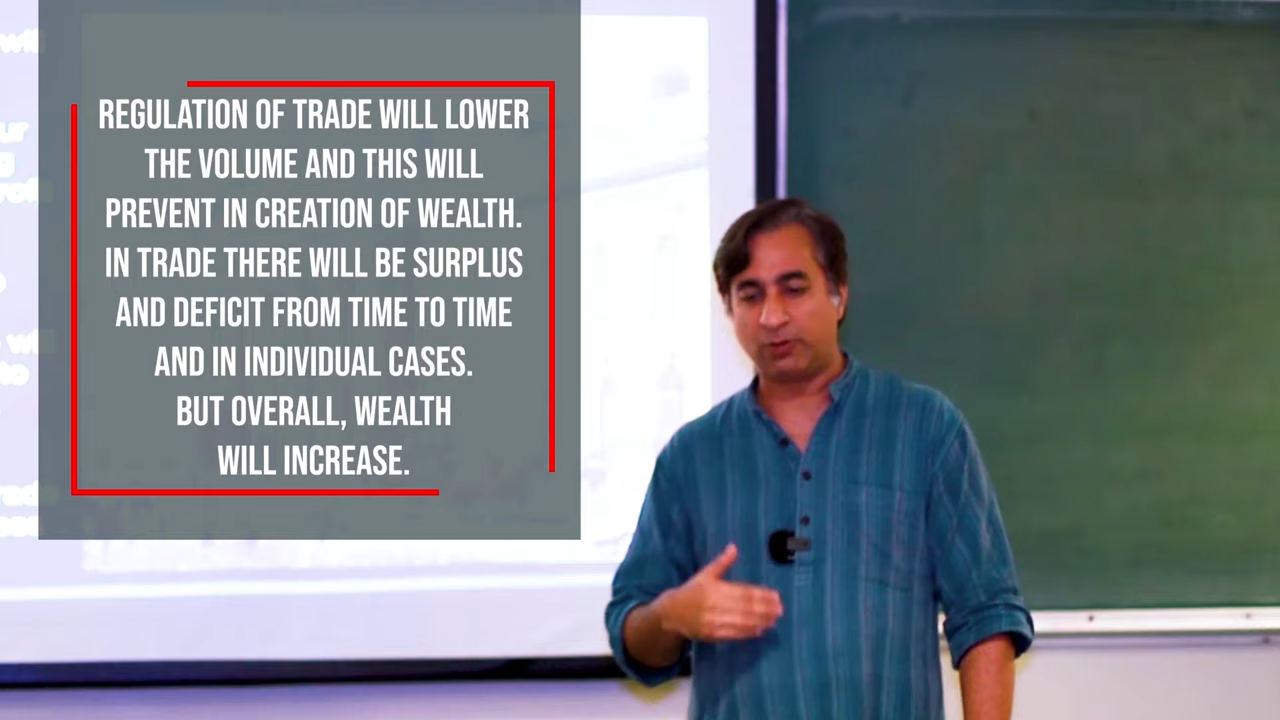 REGULATION OF TRADE WILL LOWER
THE VOLUME AND THIS WILL
PREVENT IN CREATION OF WEALTH.
IN TRADE THERE WILL BE SURPLUS
AND DEFICIT FROM TIME TO TIME
AND IN INDIVIDUAL CASES.
BUT OVERALL, WEALTH
WILL INCREASE.